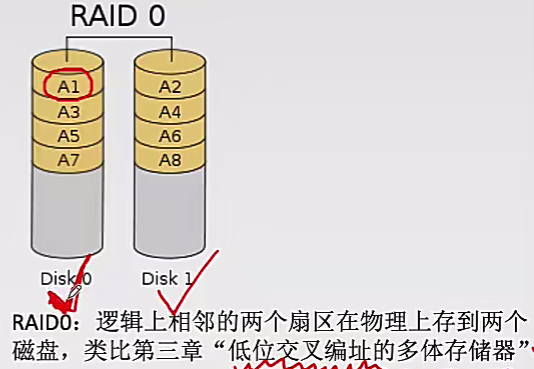 RAID 0
A1 A2
A3 A4
A5 A6
A7 A8
Disk 0 Disk 1
RAID0：逻辑上相邻的两个扇区在物理上存到两个
磁盘，类比第三章“低位交叉编址的多体存储器”